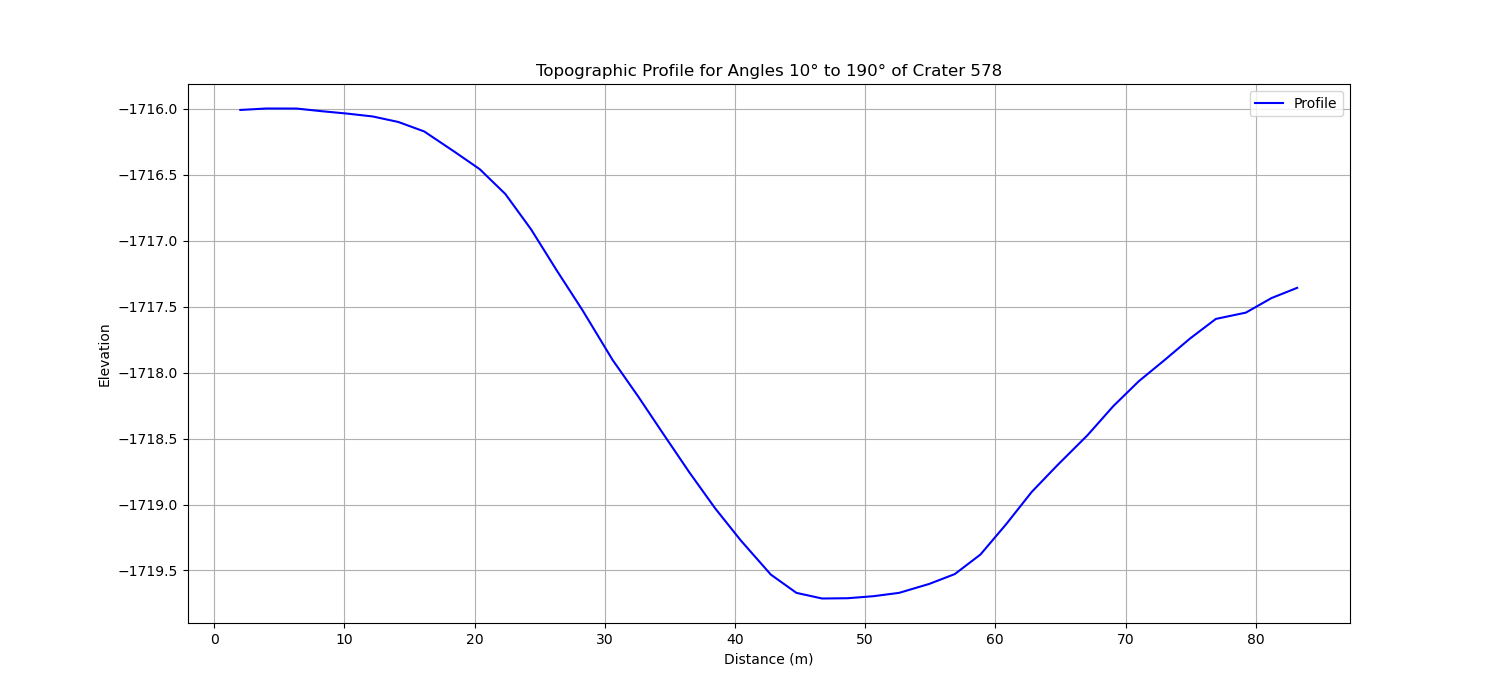 Topographic Profile for Angles 10° to 190° of Crater 578
Profile
−1716.0
−1716.5
−1717.0
−1717.5
−1718.0
−1718.5
−1719.0
−1719.5
Elevation
0 10 20 30 40 50 60 70 80
Distance (m)